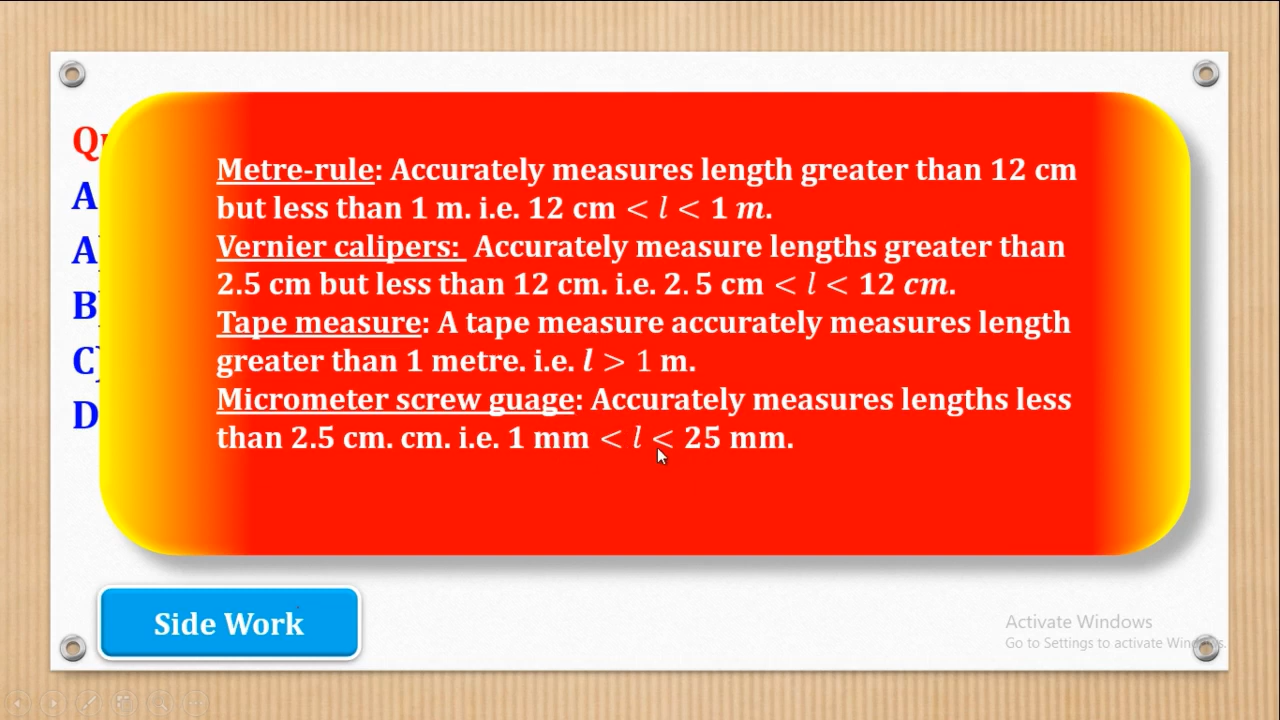 Metre-rule: Accurately measures length greater than 12 cm
but less than 1 m. i.e. 12 cm < l < 1 m.
Vernier calipers: Accurately measure lengths greater than
2.5 cm but less than 12 cm. i.e. 2. 5 cm < l < 12 cm.
Tape measure: A tape measure accurately measures length
greater than 1 metre. i.e. l > 1 m.
Micrometer screw guage: Accurately measures lengths less
than 2.5 cm. cm. i.e. 1 mm < l < 25 mm.
A
A
B)
C)
D
Side Work
Activate Windows
Go to Settings to activate Windows.